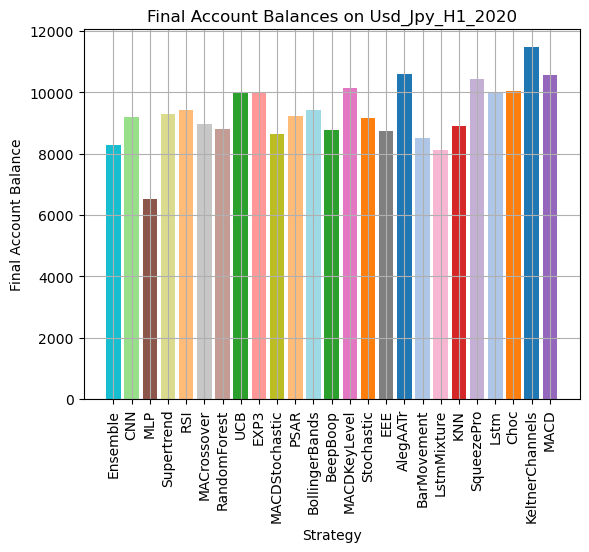 Final Account Balances on Usd_Jpy_H1_2020
Final Account Balance
12000
10000
8000
6000
4000
2000
0
Ensemble
CNN
MLP
Supertrend
RSI
MACrossover
RandomForest
UCB
EXP3
MACDStochastic
PSAR
BollingerBands
BeepBoop
MACDKeyLevel
Stochastic
EEE
AlegAATr
BarMovement
LstmMixture
KNN
SqueezePro
Lstm
Choc
KeltnerChannels
MACD
Strategy